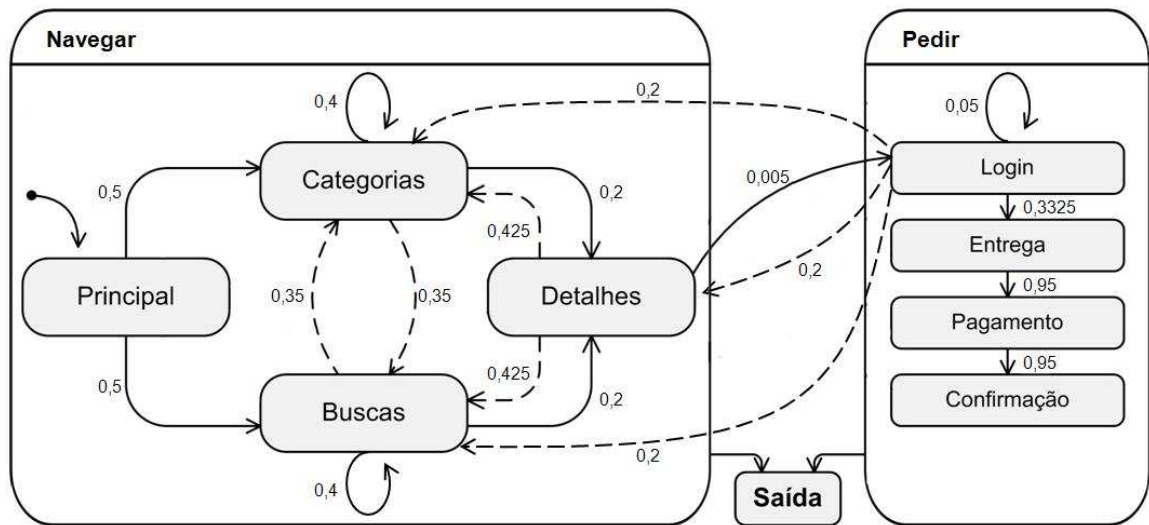 Navegar
Pedir
0,4
0,2
0,05
Categorias
Login
0,5
0,2
0,005
0,3325
0,425
Entrega
Principal
0,35
0,35
Detalhes
0,2
0,95
Pagamento
0,5
0,425
0,2
0,95
Buscas
Confirmação
0,4
0,2
Saída